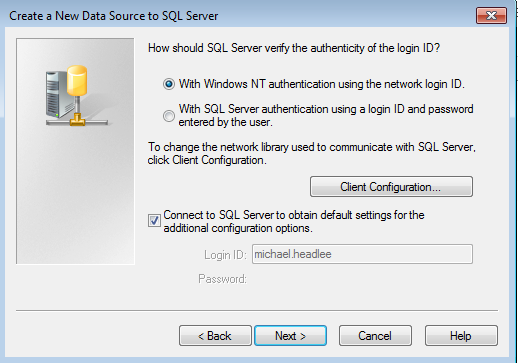 Create a New Data Source to SQL Server
How should SQL Server verify the authenticity of the login ID?
With Windows NT authentication using the network login ID.
With SQL Server authentication using a login ID and password
entered by the user.
To change the network library used to communicate with SQL Server,
click Client Configuration.
Client Configuration...
Connect to SQL Server to obtain default settings for the
additional configuration options.
Login ID: michael.headlee
Password:
< Back Next > Cancel Help